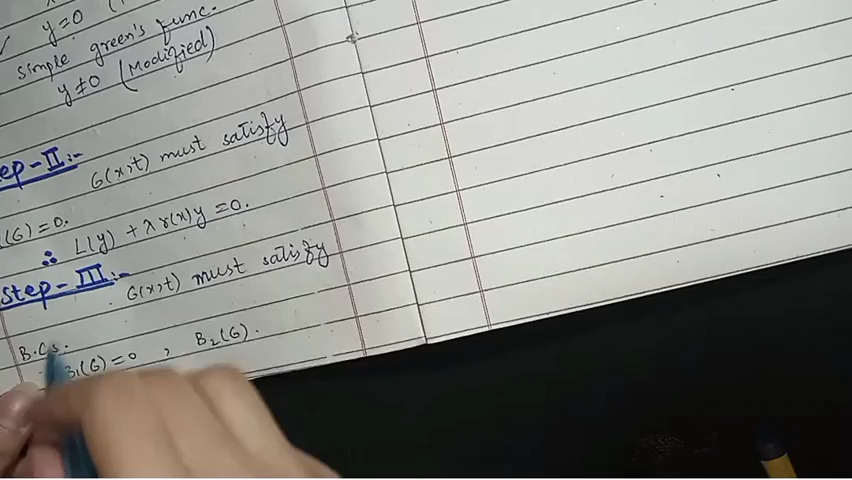 y=0
Simple green's func.
y≠0 (Modified)
ep-II:-
G(x,t) must satisfy
(G)=0.
∴ L(y) + λr(x)y = 0.
Step-III:-
G(x,t) must satisfy
B.Cs.
B₁(G)=0 , B₂(G).